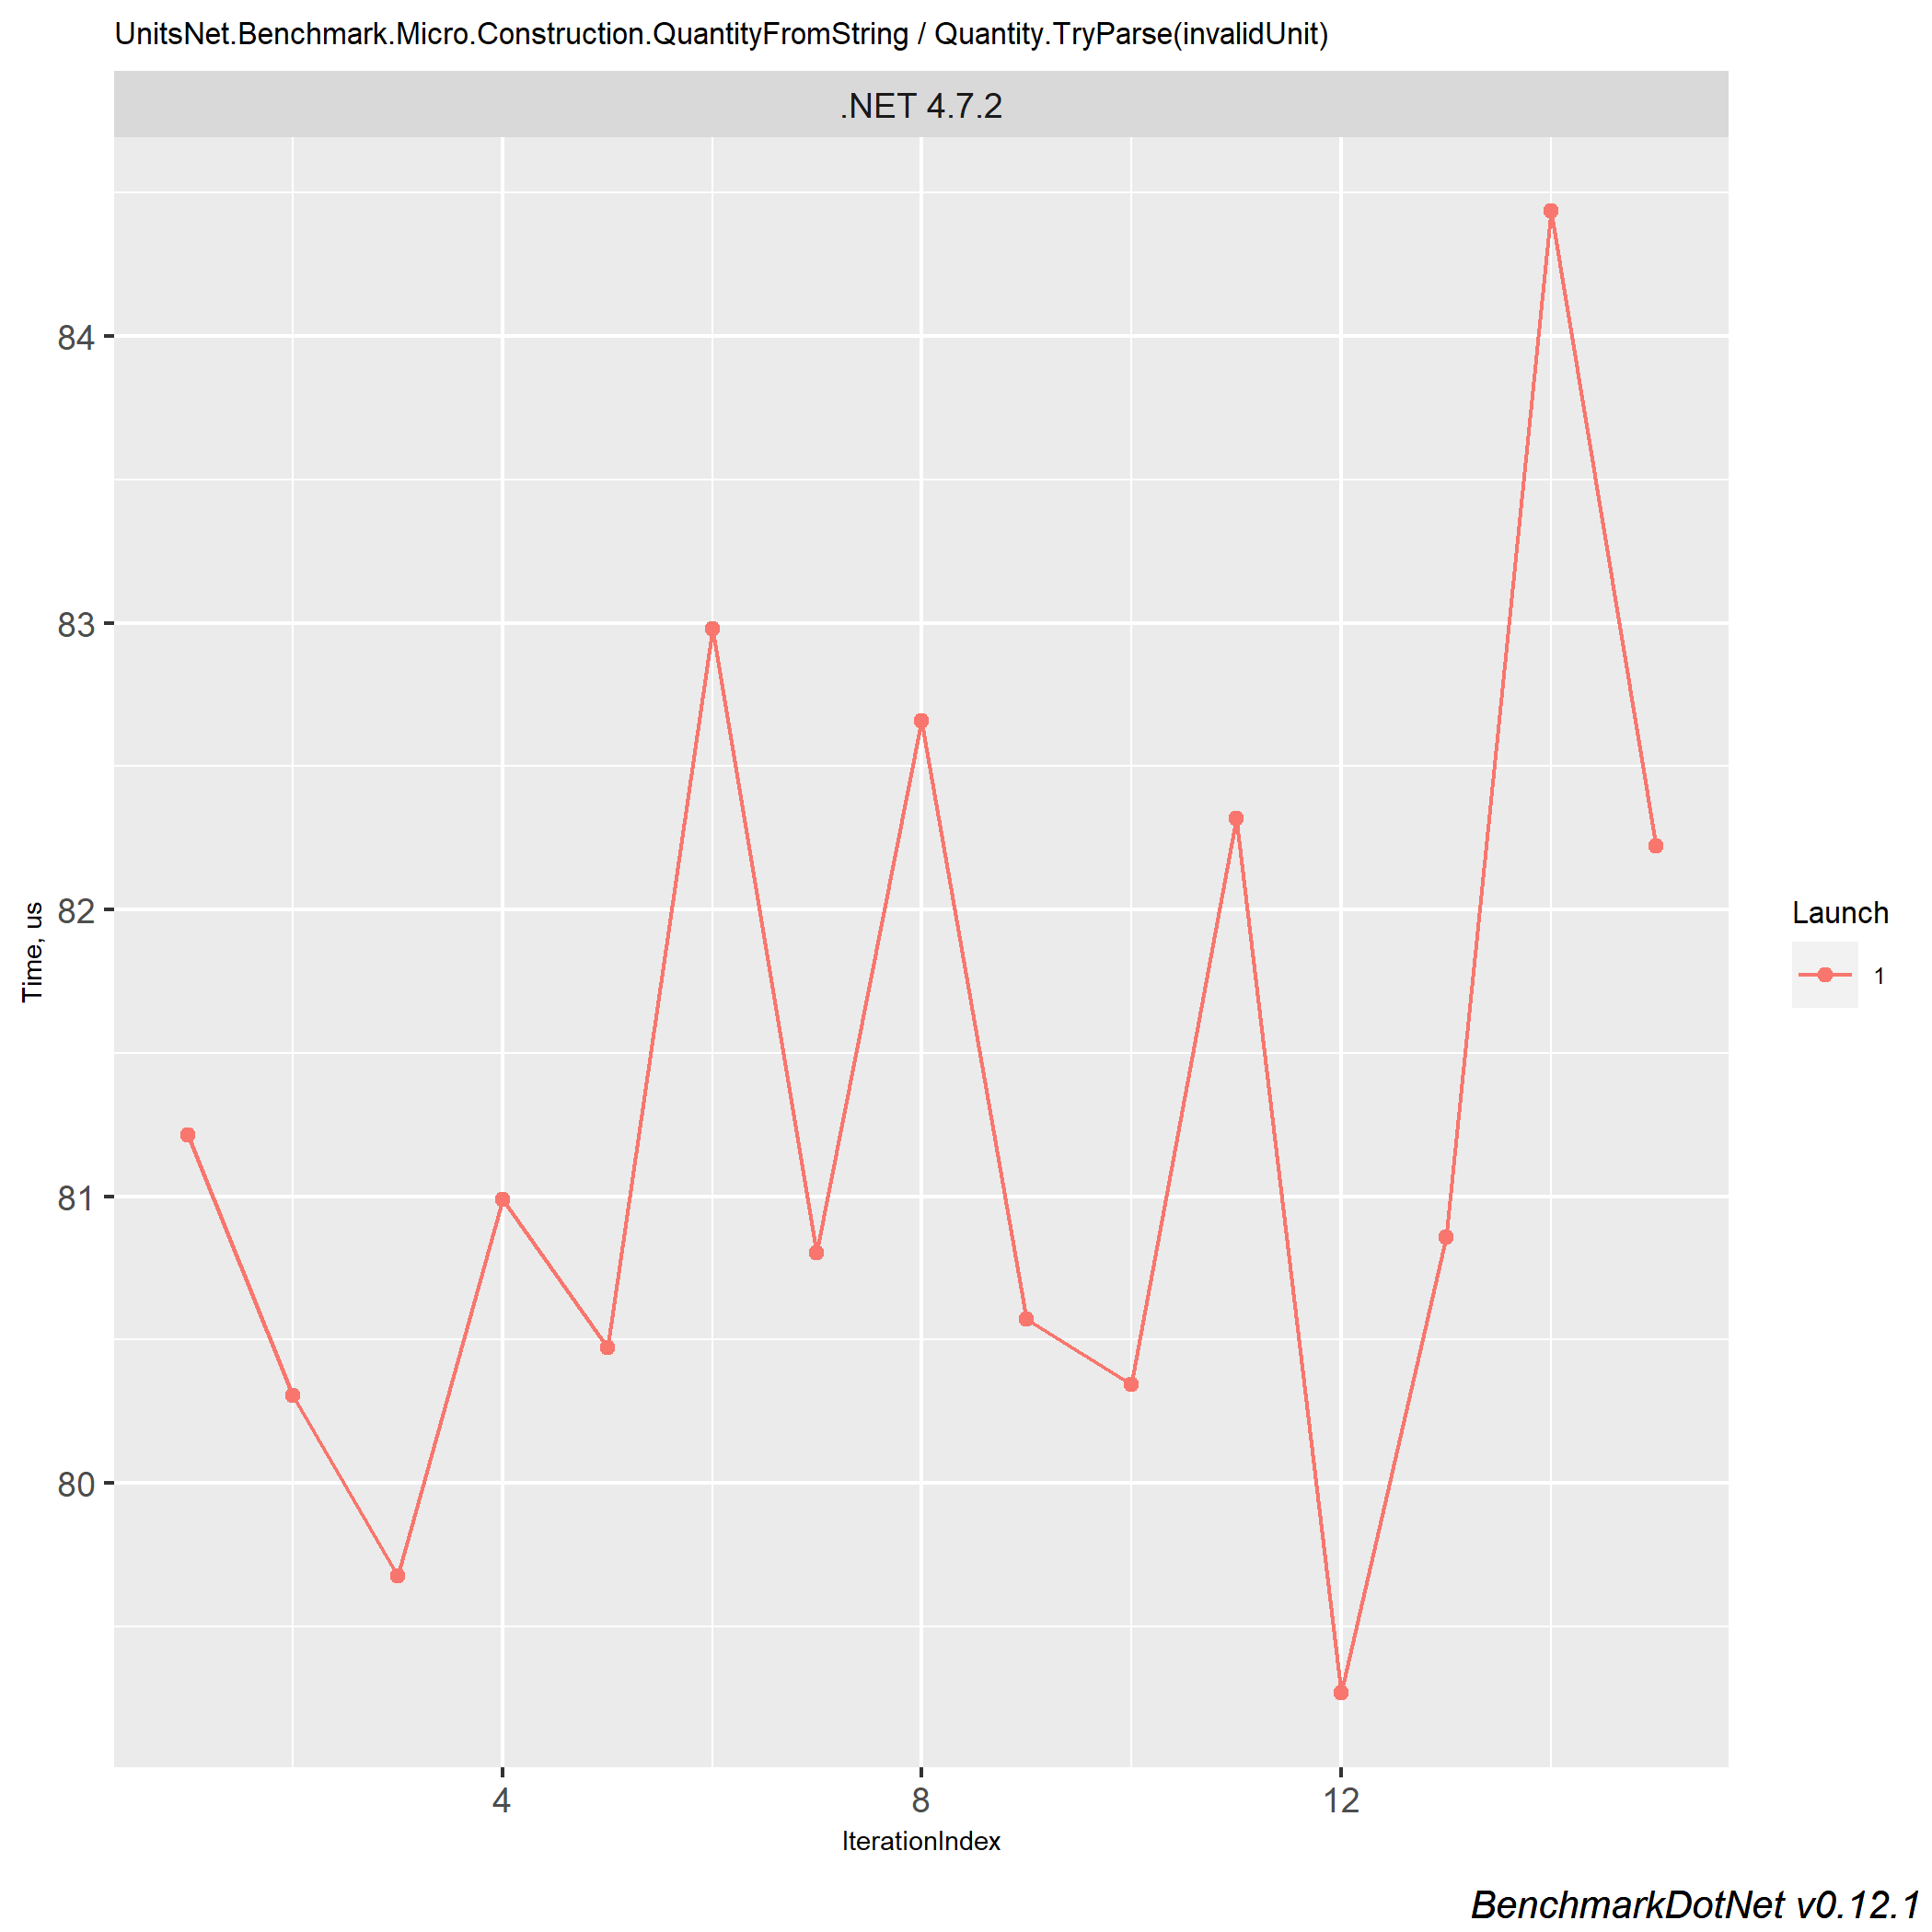 UnitsNet.Benchmark.Micro.Construction.QuantityFromString / Quantity.TryParse(invalidUnit)
.NET 4.7.2
84
83
82
81
80
Time, us
4 8 12
IterationIndex
Launch
1
BenchmarkDotNet v0.12.1